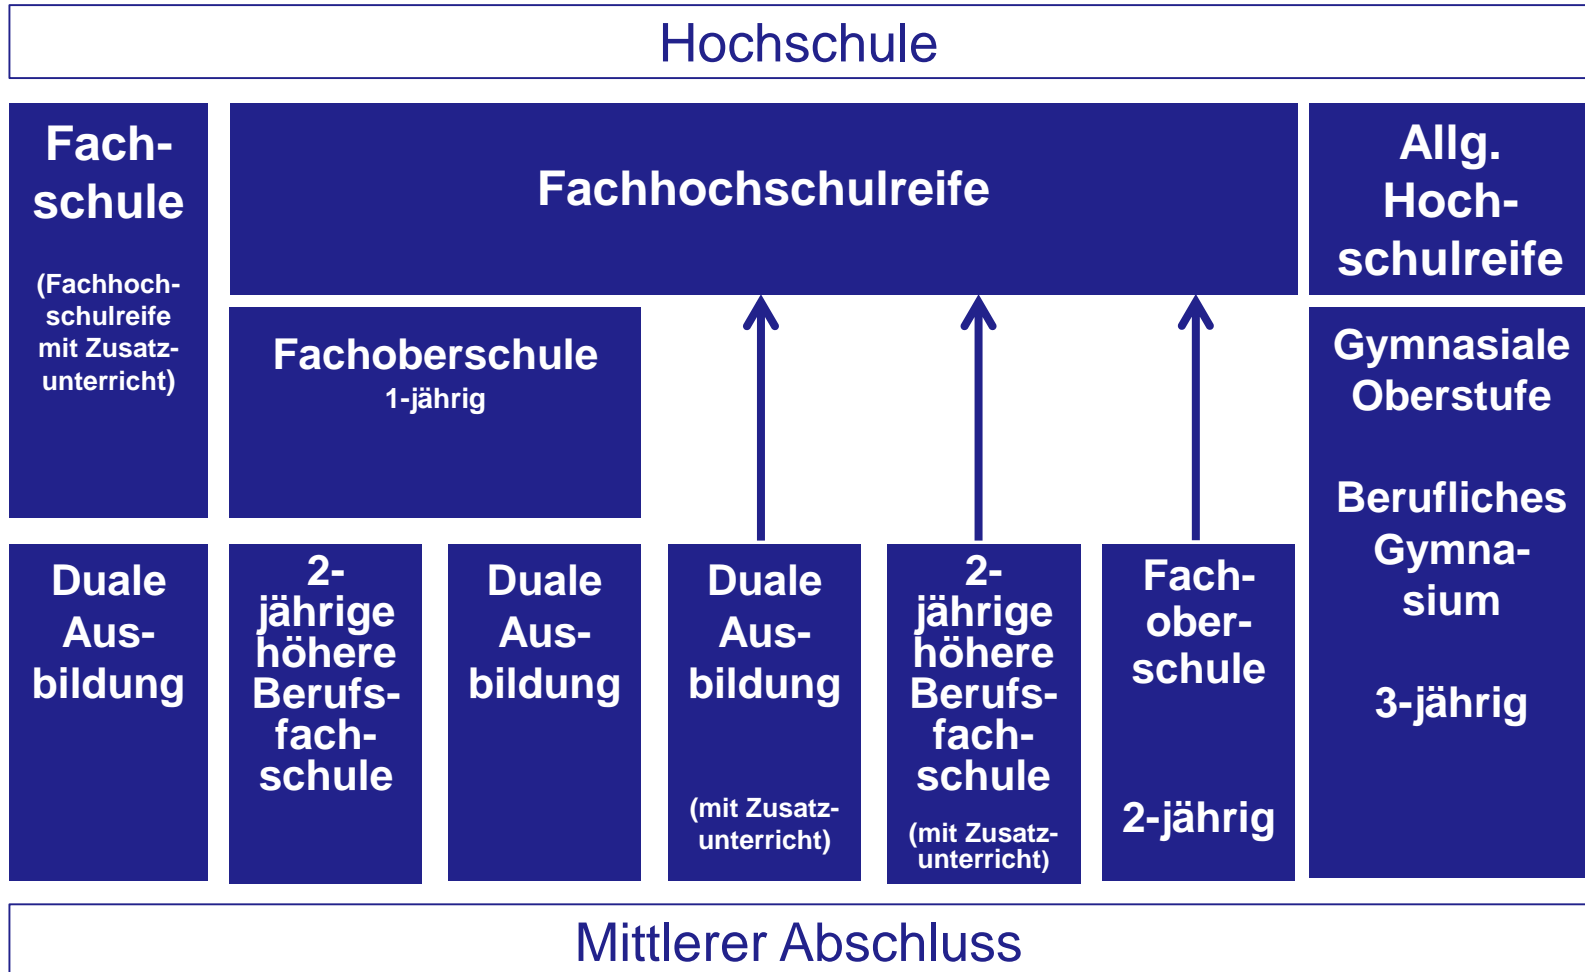 Hochschule
Fach-
schule
(Fachhoch-
schulreife
mit Zusatz-
unterricht)
Fachhochschulreife
Allg.
Hoch-
schulreife
Fachoberschule
1-jährig
Gymnasiale
Oberstufe
Berufliches
Gymna-
sium
3-jährig
Duale
Aus-
bildung
2-
jährige
höhere
Berufs-
fach-
schule
Duale
Aus-
bildung
Duale
Aus-
bildung
(mit Zusatz-
unterricht)
2-
jährige
höhere
Berufs-
fach-
schule
(mit Zusatz-
unterricht)
Fach-
ober-
schule
2-jährig
Mittlerer Abschluss